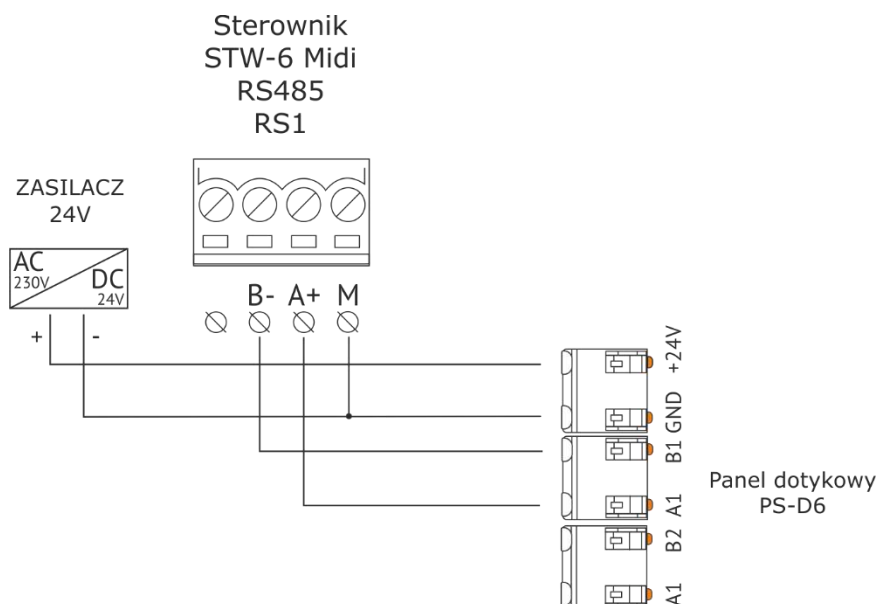 Sterownik
STW-6 Midi
RS485
RS1
ZASILACZ
24V
AC
230V
DC
24V
+ -
B- A+ M
+24V
GND
B1
A1
B2
A1
Panel dotykowy
PS-D6